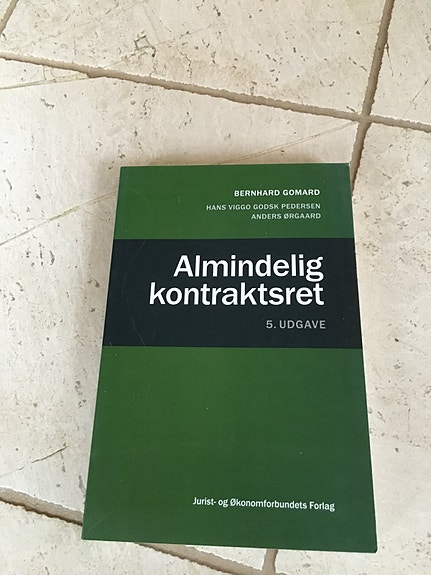 BERNHARD GOMARD
HANS VIGGO GODSK PEDERSEN
ANDERS ØRGAARD
Almindelig
kontraktsret
5. UDGAVE
Jurist- og Økonomforbundets Forlag